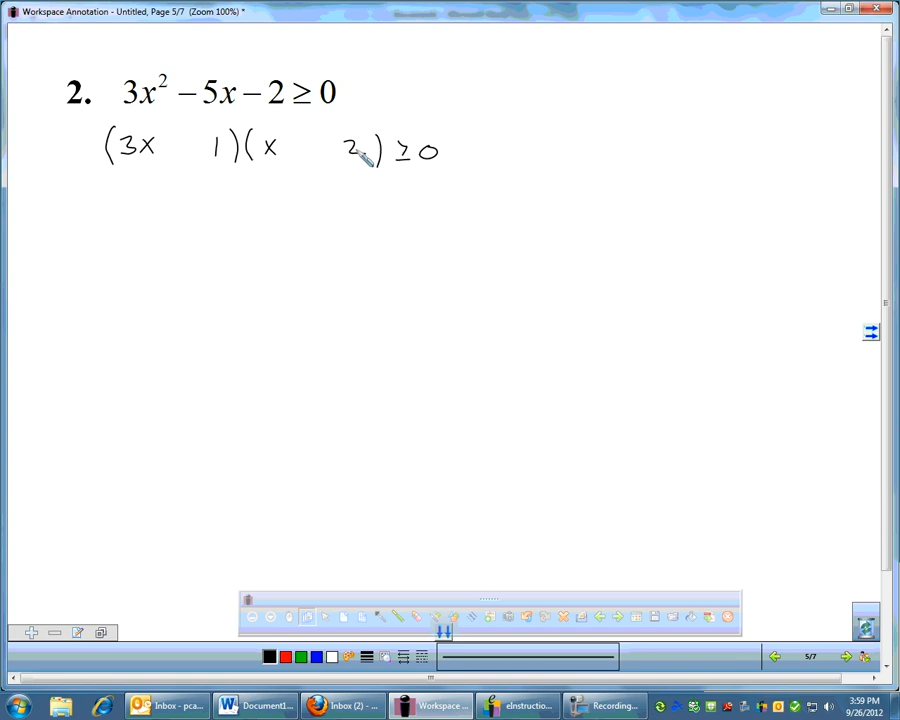 Workspace Annotation - Untitled, Page 5/7 (Zoom 100%) *
2. 3x² − 5x − 2 ≥ 0
(3x 1)(x 2) ≥ 0
5/7
Inbox - pca...
Document1...
Inbox (2) - ...
Workspace ...
eInstructio...
Recording...
3:59 PM
9/26/2012